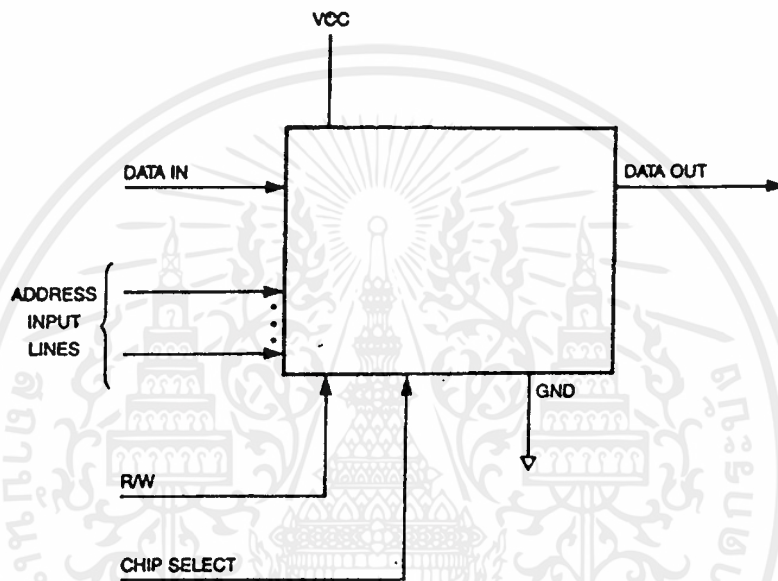 VCC
DATA IN
DATA OUT
ADDRESS
INPUT
LINES
GND
R/W
CHIP SELECT